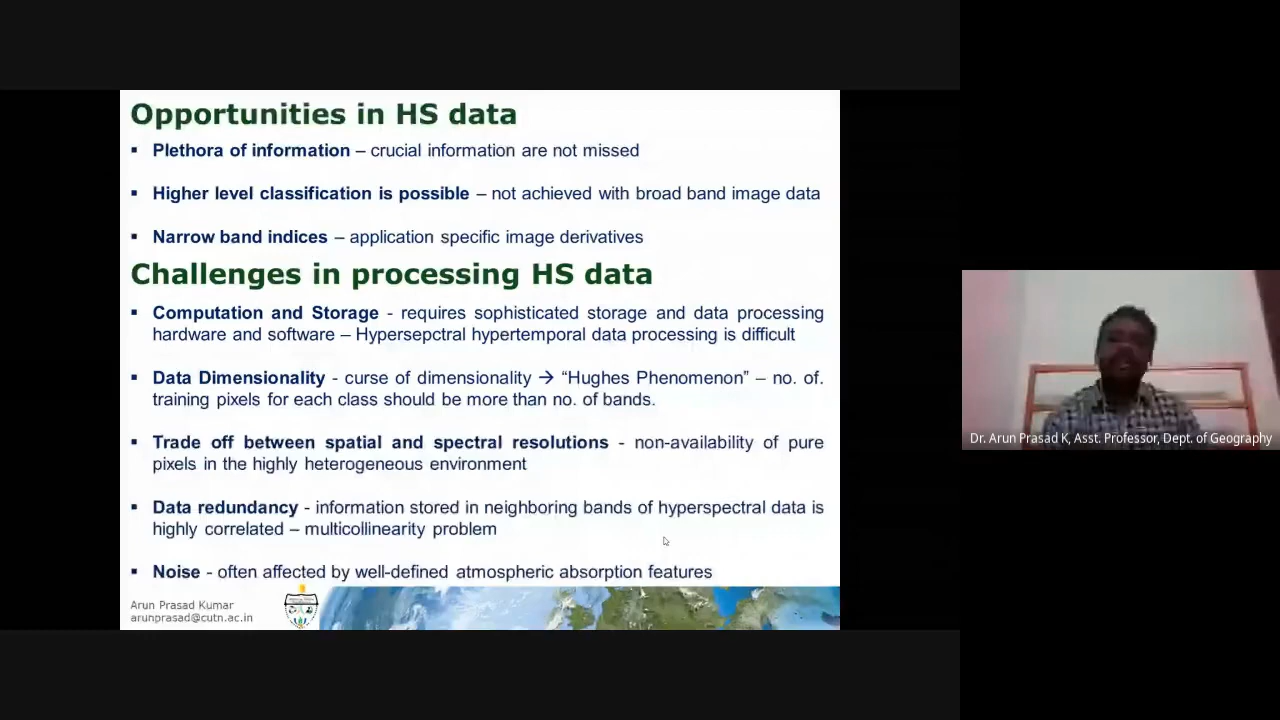 Opportunities in HS data
▪ Plethora of information – crucial information are not missed
▪ Higher level classification is possible – not achieved with broad band image data
▪ Narrow band indices – application specific image derivatives
Challenges in processing HS data
▪ Computation and Storage - requires sophisticated storage and data processing
hardware and software – Hypersepctral hypertemporal data processing is difficult
▪ Data Dimensionality - curse of dimensionality → “Hughes Phenomenon” – no. of.
training pixels for each class should be more than no. of bands.
▪ Trade off between spatial and spectral resolutions - non-availability of pure
pixels in the highly heterogeneous environment
▪ Data redundancy - information stored in neighboring bands of hyperspectral data is
highly correlated – multicollinearity problem
▪ Noise - often affected by well-defined atmospheric absorption features
Arun Prasad Kumar
arunprasad@cutn.ac.in
Dr. Arun Prasad K, Asst. Professor, Dept. of Geography